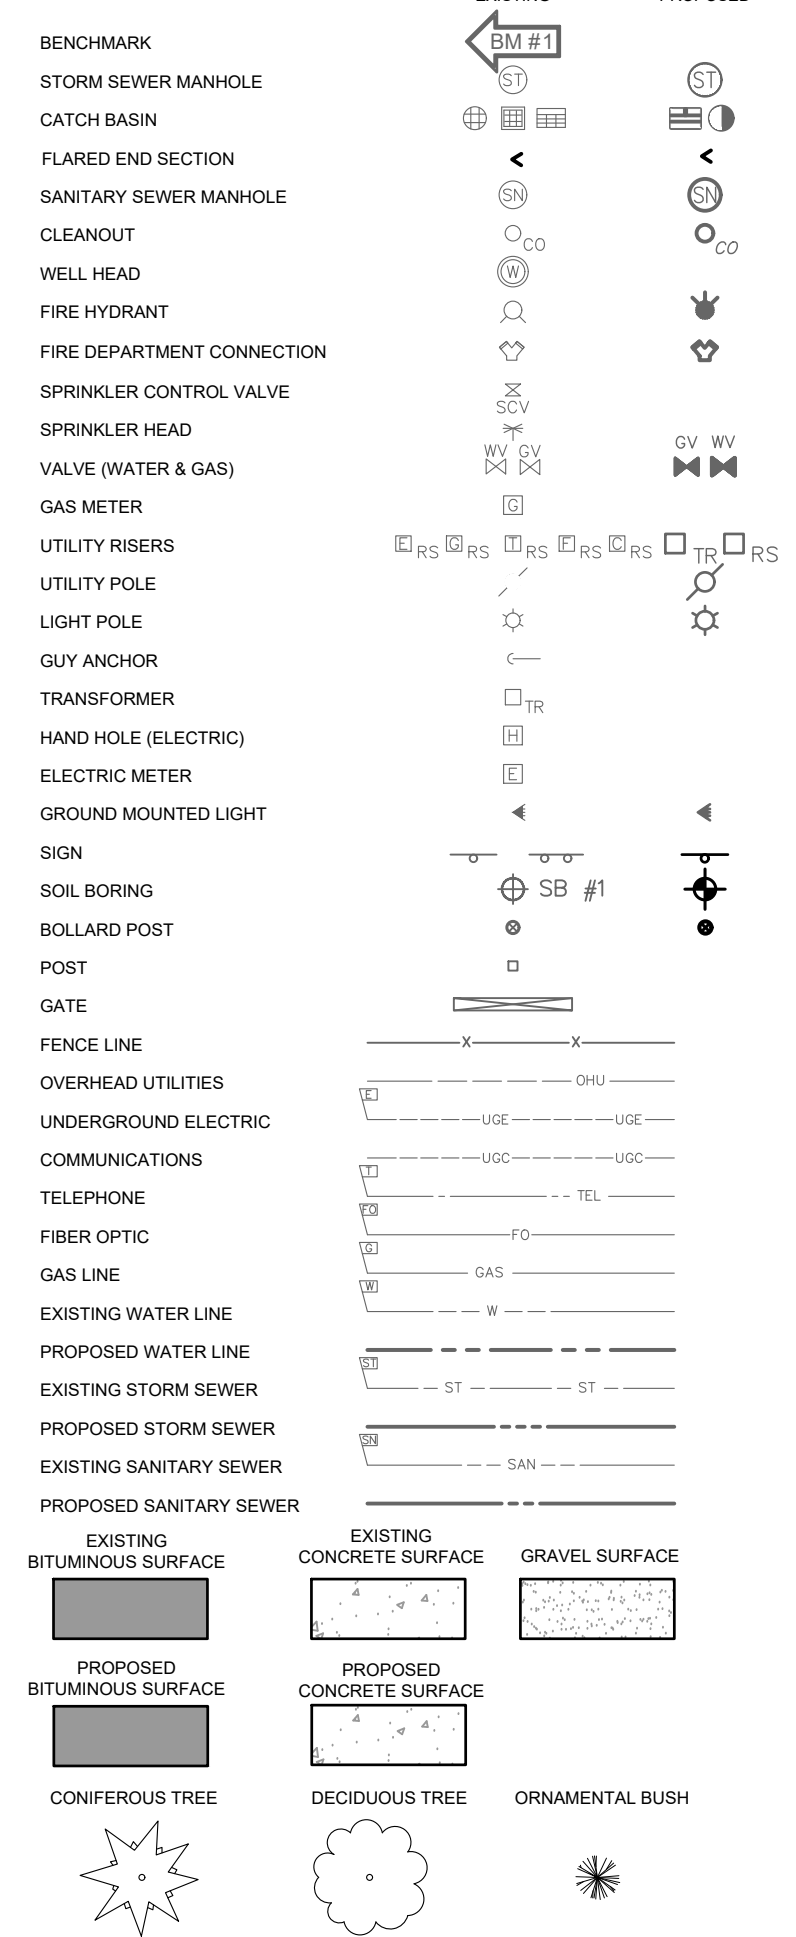 EXISTING PROPOSED
BENCHMARK BM #1
STORM SEWER MANHOLE ST ST
CATCH BASIN
FLARED END SECTION
SANITARY SEWER MANHOLE SN SN
CLEANOUT CO CO
WELL HEAD W
FIRE HYDRANT
FIRE DEPARTMENT CONNECTION
SPRINKLER CONTROL VALVE SCV
SPRINKLER HEAD
WV GV GV WV
VALVE (WATER & GAS)
GAS METER G
UTILITY RISERS E RS G RS T RS F RS C RS TR RS
UTILITY POLE
LIGHT POLE
GUY ANCHOR
TRANSFORMER TR
HAND HOLE (ELECTRIC) H
ELECTRIC METER E
GROUND MOUNTED LIGHT
SIGN
SOIL BORING SB #1
BOLLARD POST
POST
GATE
FENCE LINE X X
OVERHEAD UTILITIES OHU
E
UNDERGROUND ELECTRIC UGE UGE
COMMUNICATIONS UGC UGC
T
TELEPHONE TEL
FO
FIBER OPTIC FO
G
GAS LINE GAS
W
EXISTING WATER LINE W
PROPOSED WATER LINE
ST
EXISTING STORM SEWER ST ST
PROPOSED STORM SEWER
SN
EXISTING SANITARY SEWER SAN
PROPOSED SANITARY SEWER
EXISTING
BITUMINOUS SURFACE
EXISTING
CONCRETE SURFACE
GRAVEL SURFACE
PROPOSED
BITUMINOUS SURFACE
PROPOSED
CONCRETE SURFACE
CONIFEROUS TREE
DECIDUOUS TREE
ORNAMENTAL BUSH